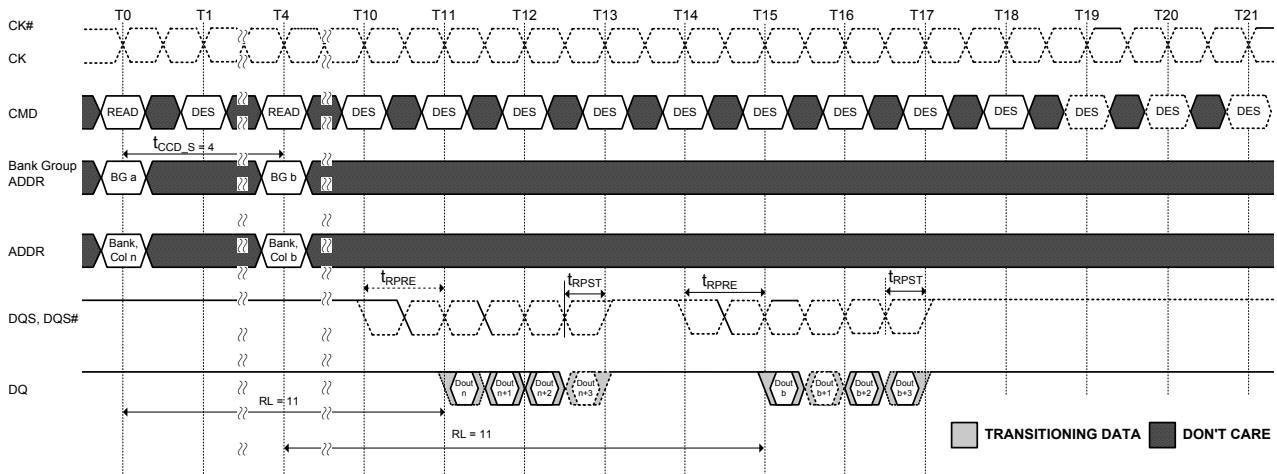 T0 T1 T4 T10 T11 T12 T13 T14 T15 T16 T17 T18 T19 T20 T21
CK#
CK
CMD READ DES READ DES DES DES DES DES DES DES DES DES DES DES DES
tCCD_S = 4
Bank Group
ADDR
BG a BG b
ADDR
Bank,
Col n
Bank,
Col b
tRPRE tRPST tRPRE tRPST
DQS, DQS#
DQ
Dout
n
Dout
n+1
Dout
n+2
Dout
n+3
Dout
b
Dout
b+1
Dout
b+2
Dout
b+3
RL = 11
RL = 11
TRANSITIONING DATA DON'T CARE